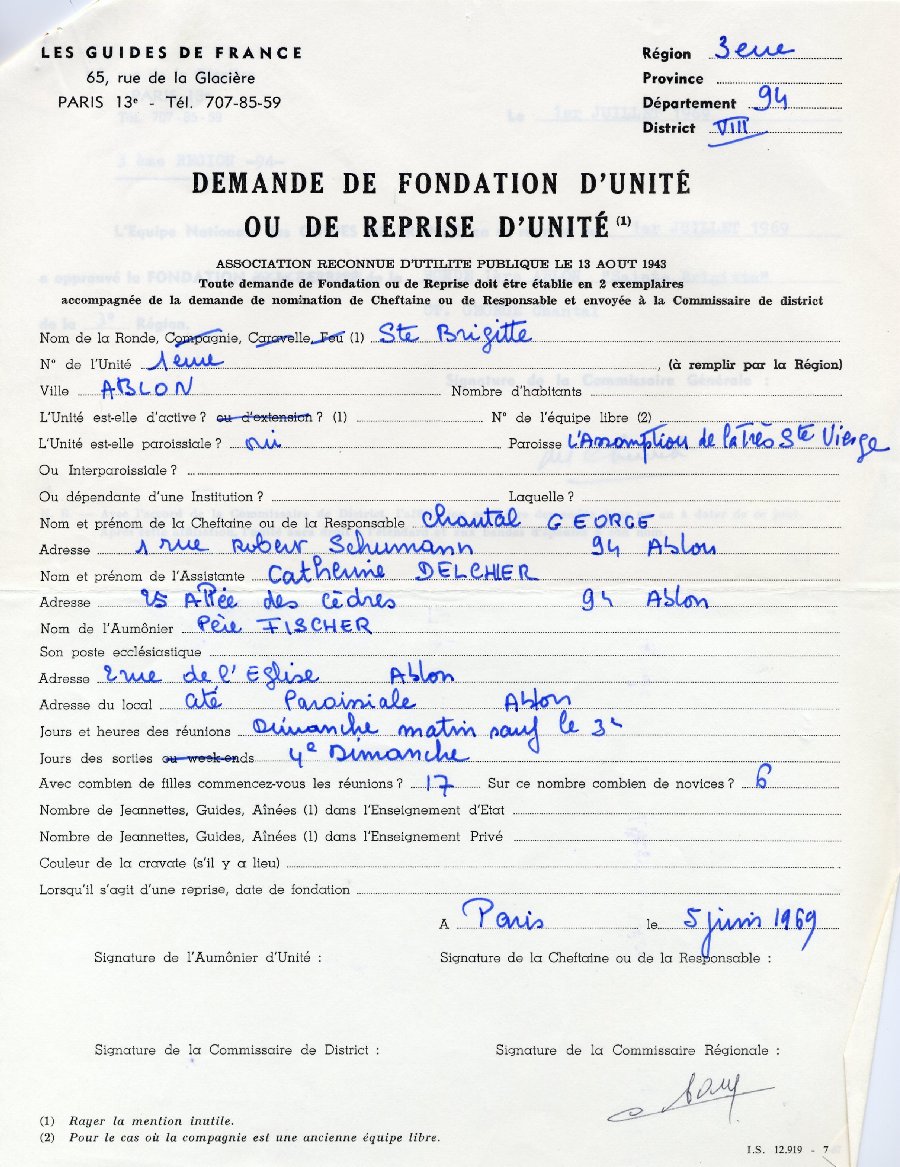 LES GUIDES DE FRANCE
65, rue de la Glacière
PARIS 13e - Tél. 707-85-59
Région 3eme
Province
Département 94
District VIII
DEMANDE DE FONDATION D'UNITÉ
OU DE REPRISE D'UNITÉ (1)
ASSOCIATION RECONNUE D'UTILITE PUBLIQUE LE 13 AOUT 1943
Toute demande de Fondation ou de Reprise doit être établie en 2 exemplaires
accompagnée de la demande de nomination de Cheftaine ou de Responsable et envoyée à la Commissaire de district
Nom de la Ronde, Compagnie, Caravelle, Feu (1) Ste Brigitte
N° de l'Unité 1eme , (à remplir par la Région)
Ville ABLON Nombre d'habitants
L'Unité est-elle d'active ? ou d'extension ? (1) N° de l'équipe libre (2)
L'Unité est-elle paroissiale ? oui Paroisse L'Assomption de la Très Ste Vierge
Ou Interparoissiale ?
Ou dépendante d'une Institution ? Laquelle ?
Nom et prénom de la Cheftaine ou de la Responsable Chantal GEORGE
Adresse 1 rue Robert Schumann 94 Ablon
Nom et prénom de l'Assistante Catherine DELCHIER
Adresse 25 Allée des cèdres 94 Ablon
Nom de l'Aumônier Père FISCHER
Son poste ecclésiastique
Adresse 2 rue de l'Eglise Ablon
Adresse du local Cité Paroissiale Ablon
Jours et heures des réunions Dimanche matin sauf le
Jours des sorties ou week-ends 4e Dimanche
Avec combien de filles commencez-vous les réunions ? 17 Sur ce nombre combien de novices ? 6
Nombre de Jeannettes, Guides, Aînées (1) dans l'Enseignement d'Etat
Nombre de Jeannettes, Guides, Aînées (1) dans l'Enseignement Privé
Couleur de la cravate (s'il y a lieu)
Lorsqu'il s'agit d'une reprise, date de fondation
A Paris le 5 juin 1969
Signature de l'Aumônier d'Unité : Signature de la Cheftaine ou de la Responsable :
Signature de la Commissaire de District : Signature de la Commissaire Régionale :
(1) Rayer la mention inutile.
(2) Pour le cas où la compagnie est une ancienne équipe libre.
I.S. 12.919 - 7